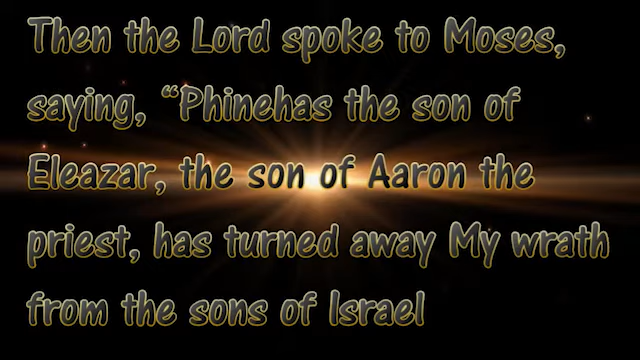 Then the Lord spoke to Moses,
saying, “Phinehas the son of
Eleazar, the son of Aaron the
priest, has turned away My wrath
from the sons of Israel